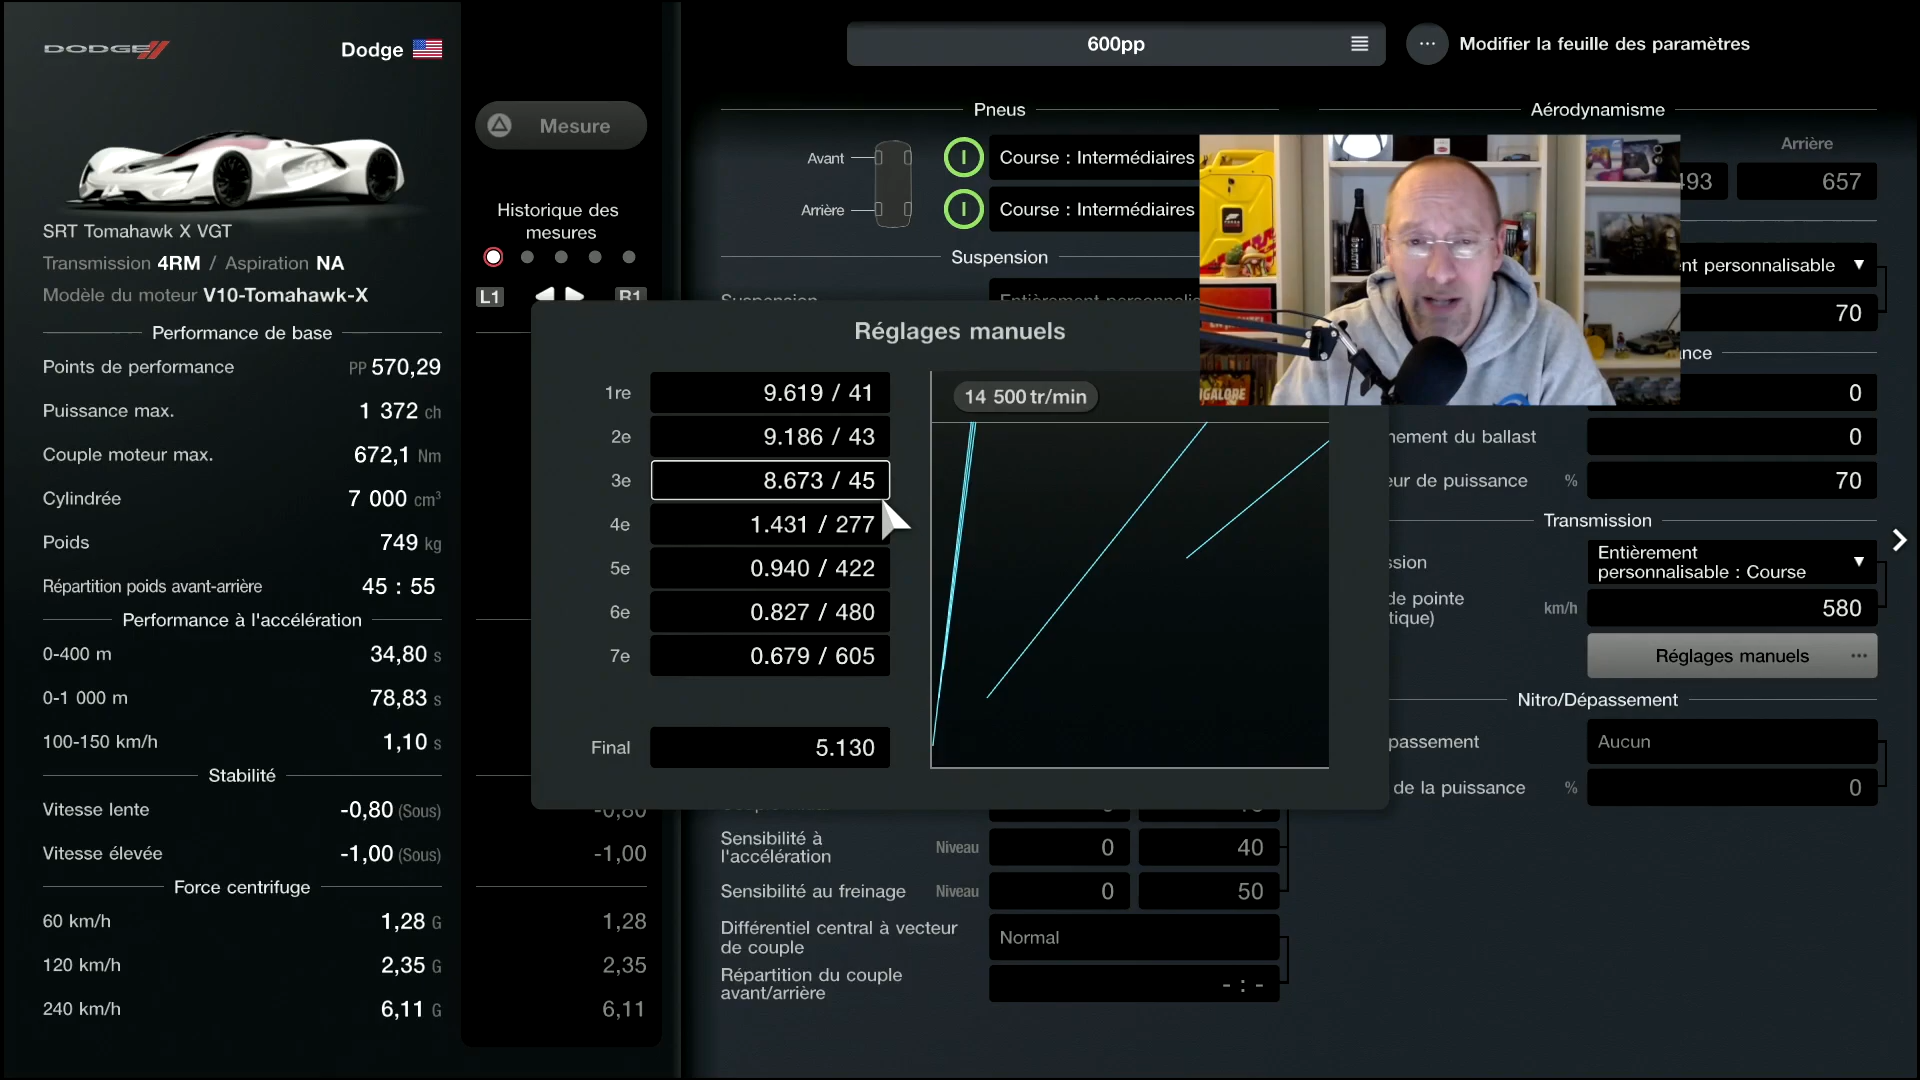 DODGE
Dodge
SRT Tomahawk X VGT
Transmission 4RM / Aspiration NA
Modèle du moteur V10-Tomahawk-X
Performance de base
Points de performance PP 570,29
Puissance max. 1 372 ch
Couple moteur max. 672,1 Nm
Cylindrée 7 000 cm³
Poids 749 kg
Répartition poids avant-arrière 45 : 55
Performance à l'accélération
0-400 m 34,80 s
0-1 000 m 78,83 s
100-150 km/h 1,10 s
Stabilité
Vitesse lente -0,80 (Sous)
Vitesse élevée -1,00 (Sous)
Force centrifuge
60 km/h 1,28 G
120 km/h 2,35 G
240 km/h 6,11 G
Mesure
Historique des
mesures
L1 R1
-0,80
-1,00
1,28
2,35
6,11
600pp
Modifier la feuille des paramètres
Pneus
Avant I Course : Intermédiaires
Arrière I Course : Intermédiaires
Suspension
Suspension Entièrement personnalis
Réglages manuels
1re 9.619 / 41
2e 9.186 / 43
3e 8.673 / 45
4e 1.431 / 277
5e 0.940 / 422
6e 0.827 / 480
7e 0.679 / 605
Final 5.130
14 500 tr/min
Sensibilité à
l'accélération Niveau 0 40
Sensibilité au freinage Niveau 0 50
Différentiel central à vecteur
de couple Normal
Répartition du couple
avant/arrière - : -
Aérodynamisme
Arrière
493 657
nt personnalisable
70
nce
0
nement du ballast 0
eur de puissance % 70
Transmission
ssion Entièrement
personnalisable : Course
de pointe
tique) km/h 580
Réglages manuels
Nitro/Dépassement
passement Aucun
de la puissance % 0
GALORE